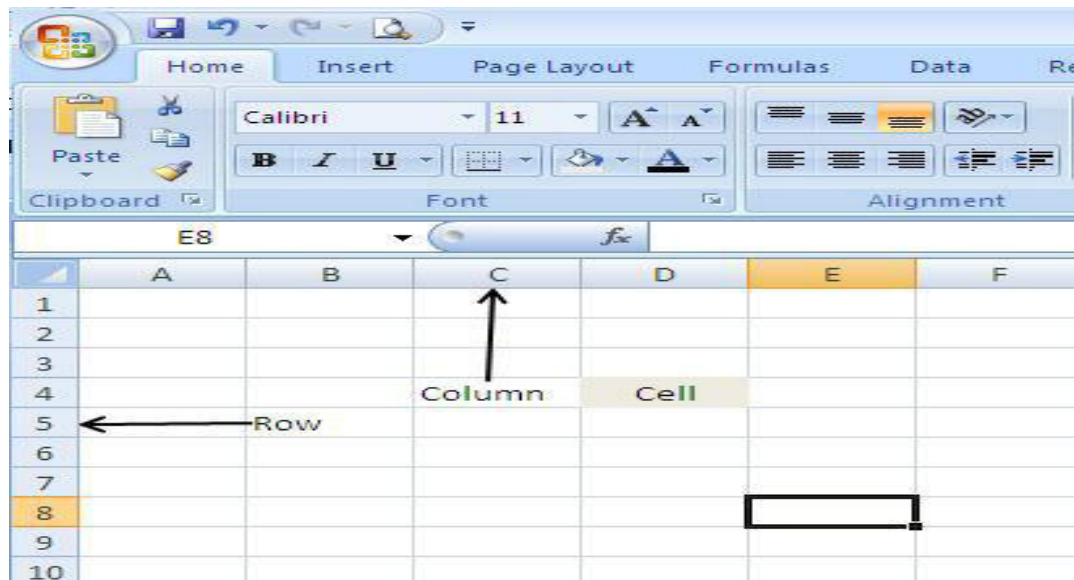 Home Insert Page Layout Formulas Data Re
Calibri 11 A A
Paste
B I U A
Clipboard Font Alignment
E8 fx
A B C D E F
1
2
3
4 Column Cell
5 Row
6
7
8
9
10